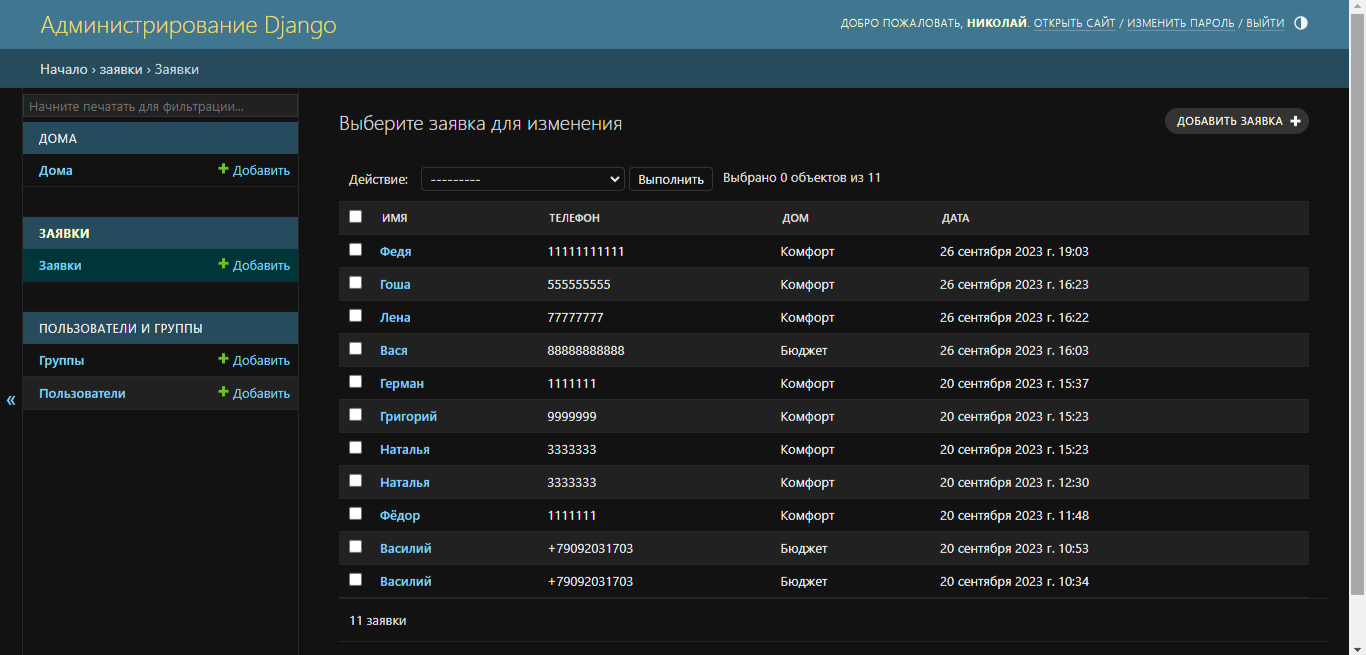 Администрирование Django
ДОБРО ПОЖАЛОВАТЬ, НИКОЛАЙ. ОТКРЫТЬ САЙТ / ИЗМЕНИТЬ ПАРОЛЬ / ВЫЙТИ
Начало › заявки › Заявки
Начните печатать для фильтрации...
ДОМА
Дома + Добавить
ЗАЯВКИ
Заявки + Добавить
ПОЛЬЗОВАТЕЛИ И ГРУППЫ
Группы + Добавить
Пользователи + Добавить
«
Выберите заявка для изменения
ДОБАВИТЬ ЗАЯВКА +
Действие: --------- Выполнить Выбрано 0 объектов из 11
ИМЯ ТЕЛЕФОН ДОМ ДАТА
Федя 11111111111 Комфорт 26 сентября 2023 г. 19:03
Гоша 555555555 Комфорт 26 сентября 2023 г. 16:23
Лена 77777777 Комфорт 26 сентября 2023 г. 16:22
Вася 88888888888 Бюджет 26 сентября 2023 г. 16:03
Герман 1111111 Комфорт 20 сентября 2023 г. 15:37
Григорий 9999999 Комфорт 20 сентября 2023 г. 15:23
Наталья 3333333 Комфорт 20 сентября 2023 г. 15:23
Наталья 3333333 Комфорт 20 сентября 2023 г. 12:30
Фёдор 1111111 Комфорт 20 сентября 2023 г. 11:48
Василий +79092031703 Бюджет 20 сентября 2023 г. 10:53
Василий +79092031703 Бюджет 20 сентября 2023 г. 10:34
11 заявки